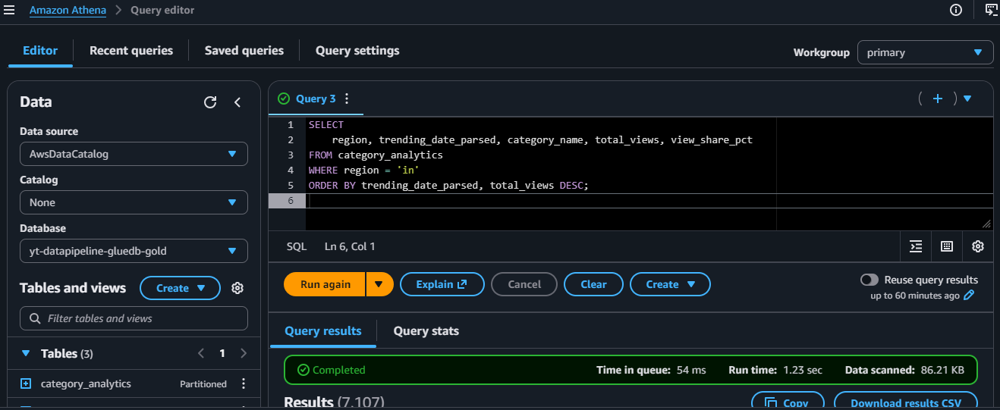 Amazon Athena > Query editor
Editor
Recent queries
Saved queries
Query settings
Workgroup
primary
Data
Data source
AwsDataCatalog
Catalog
None
Database
yt-datapipeline-gluedb-gold
Tables and views
Create
Filter tables and views
Tables (3)
1
category_analytics
Partitioned
Query 3
( + )
1 SELECT
2 region, trending_date_parsed, category_name, total_views, view_share_pct
3 FROM category_analytics
4 WHERE region = 'in'
5 ORDER BY trending_date_parsed, total_views DESC;
6
SQL Ln 6, Col 1
Run again
Explain
Cancel
Clear
Create
Reuse query results
up to 60 minutes ago
Query results
Query stats
Completed
Time in queue: 54 ms
Run time: 1.23 sec
Data scanned: 86.21 KB
Results (7,107)
Copy
Download results CSV